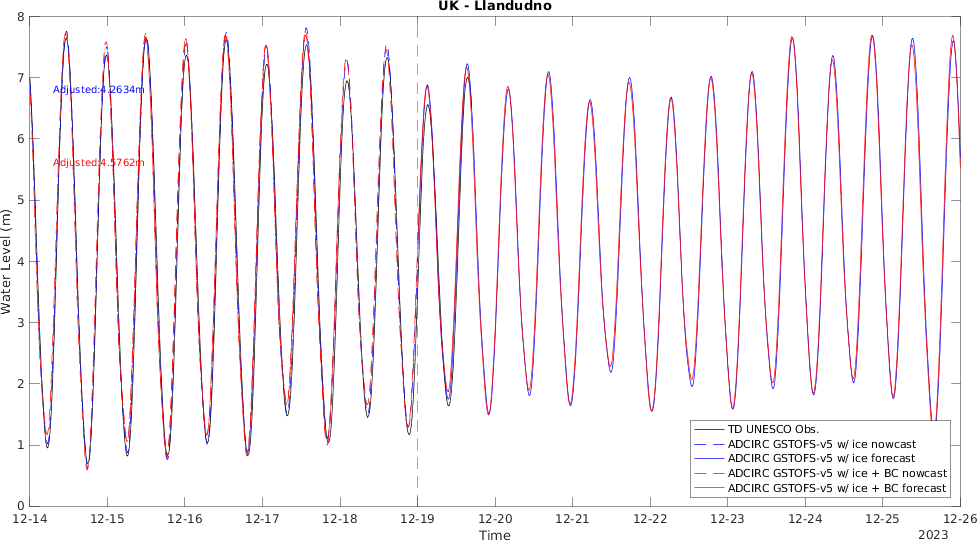 UK - Llandudno
8
7
6
5
4
3
2
1
0
Water Level (m)
Adjusted:4.2634m
Adjusted:4.5762m
TD UNESCO Obs.
ADCIRC GSTOFS-v5 w/ ice nowcast
ADCIRC GSTOFS-v5 w/ ice forecast
ADCIRC GSTOFS-v5 w/ ice + BC nowcast
ADCIRC GSTOFS-v5 w/ ice + BC forecast
12-14 12-15 12-16 12-17 12-18 12-19 12-20 12-21 12-22 12-23 12-24 12-25 12-26
Time
2023